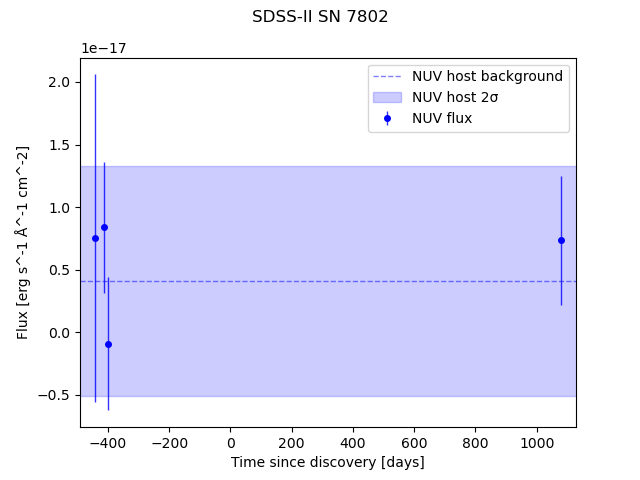 SDSS-II SN 7802
1e−17
NUV host background
NUV host 2σ
NUV flux
2.0
1.5
1.0
0.5
0.0
−0.5
Flux [erg s^-1 Å^-1 cm^-2]
−400 −200 0 200 400 600 800 1000
Time since discovery [days]